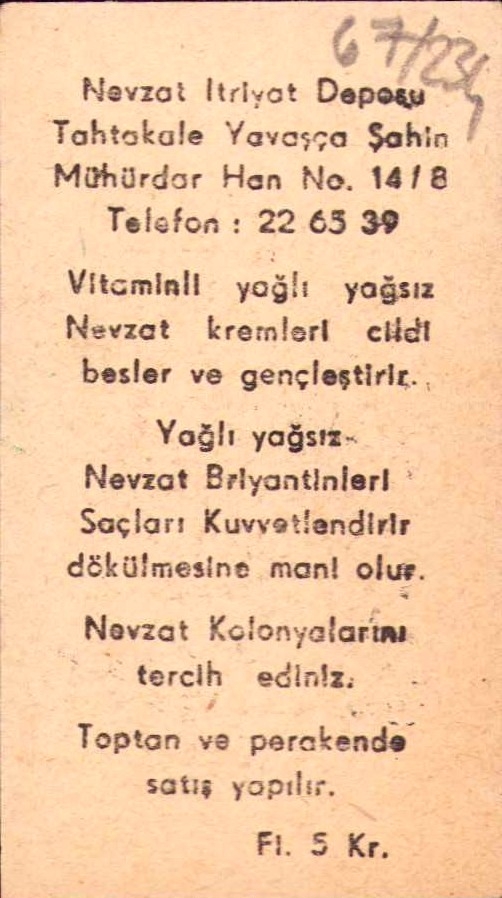 67/234
Nevzat Itriyat Deposu
Tahtakale Yavaşça Şahin
Mühürdar Han No. 14/8
Telefon : 22 65 39
Vitaminli yağlı yağsız
Nevzat kremleri cildi
besler ve gençleştirir.
Yağlı yağsız
Nevzat Briyantinleri
Saçları Kuvvetlendirir
dökülmesine mani olur.
Nevzat Kolonyalarını
tercih ediniz.
Toptan ve perakende
satış yapılır.
Fi. 5 Kr.